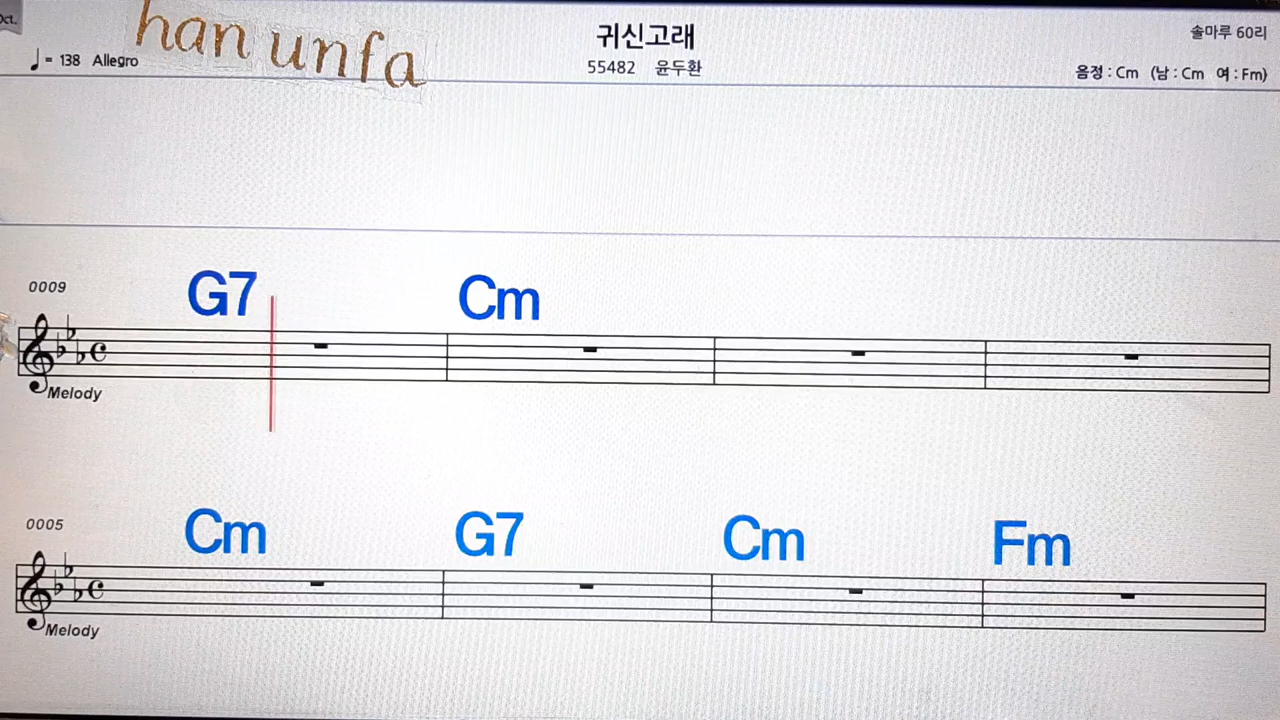 Oct.
han unfa
♩= 138 Allegro
귀신고래
55482 윤두환
솔마루 60리
음정 : Cm (남 : Cm 여 : Fm)
0009
G7 Cm
Melody
0005
Cm G7 Cm Fm
Melody